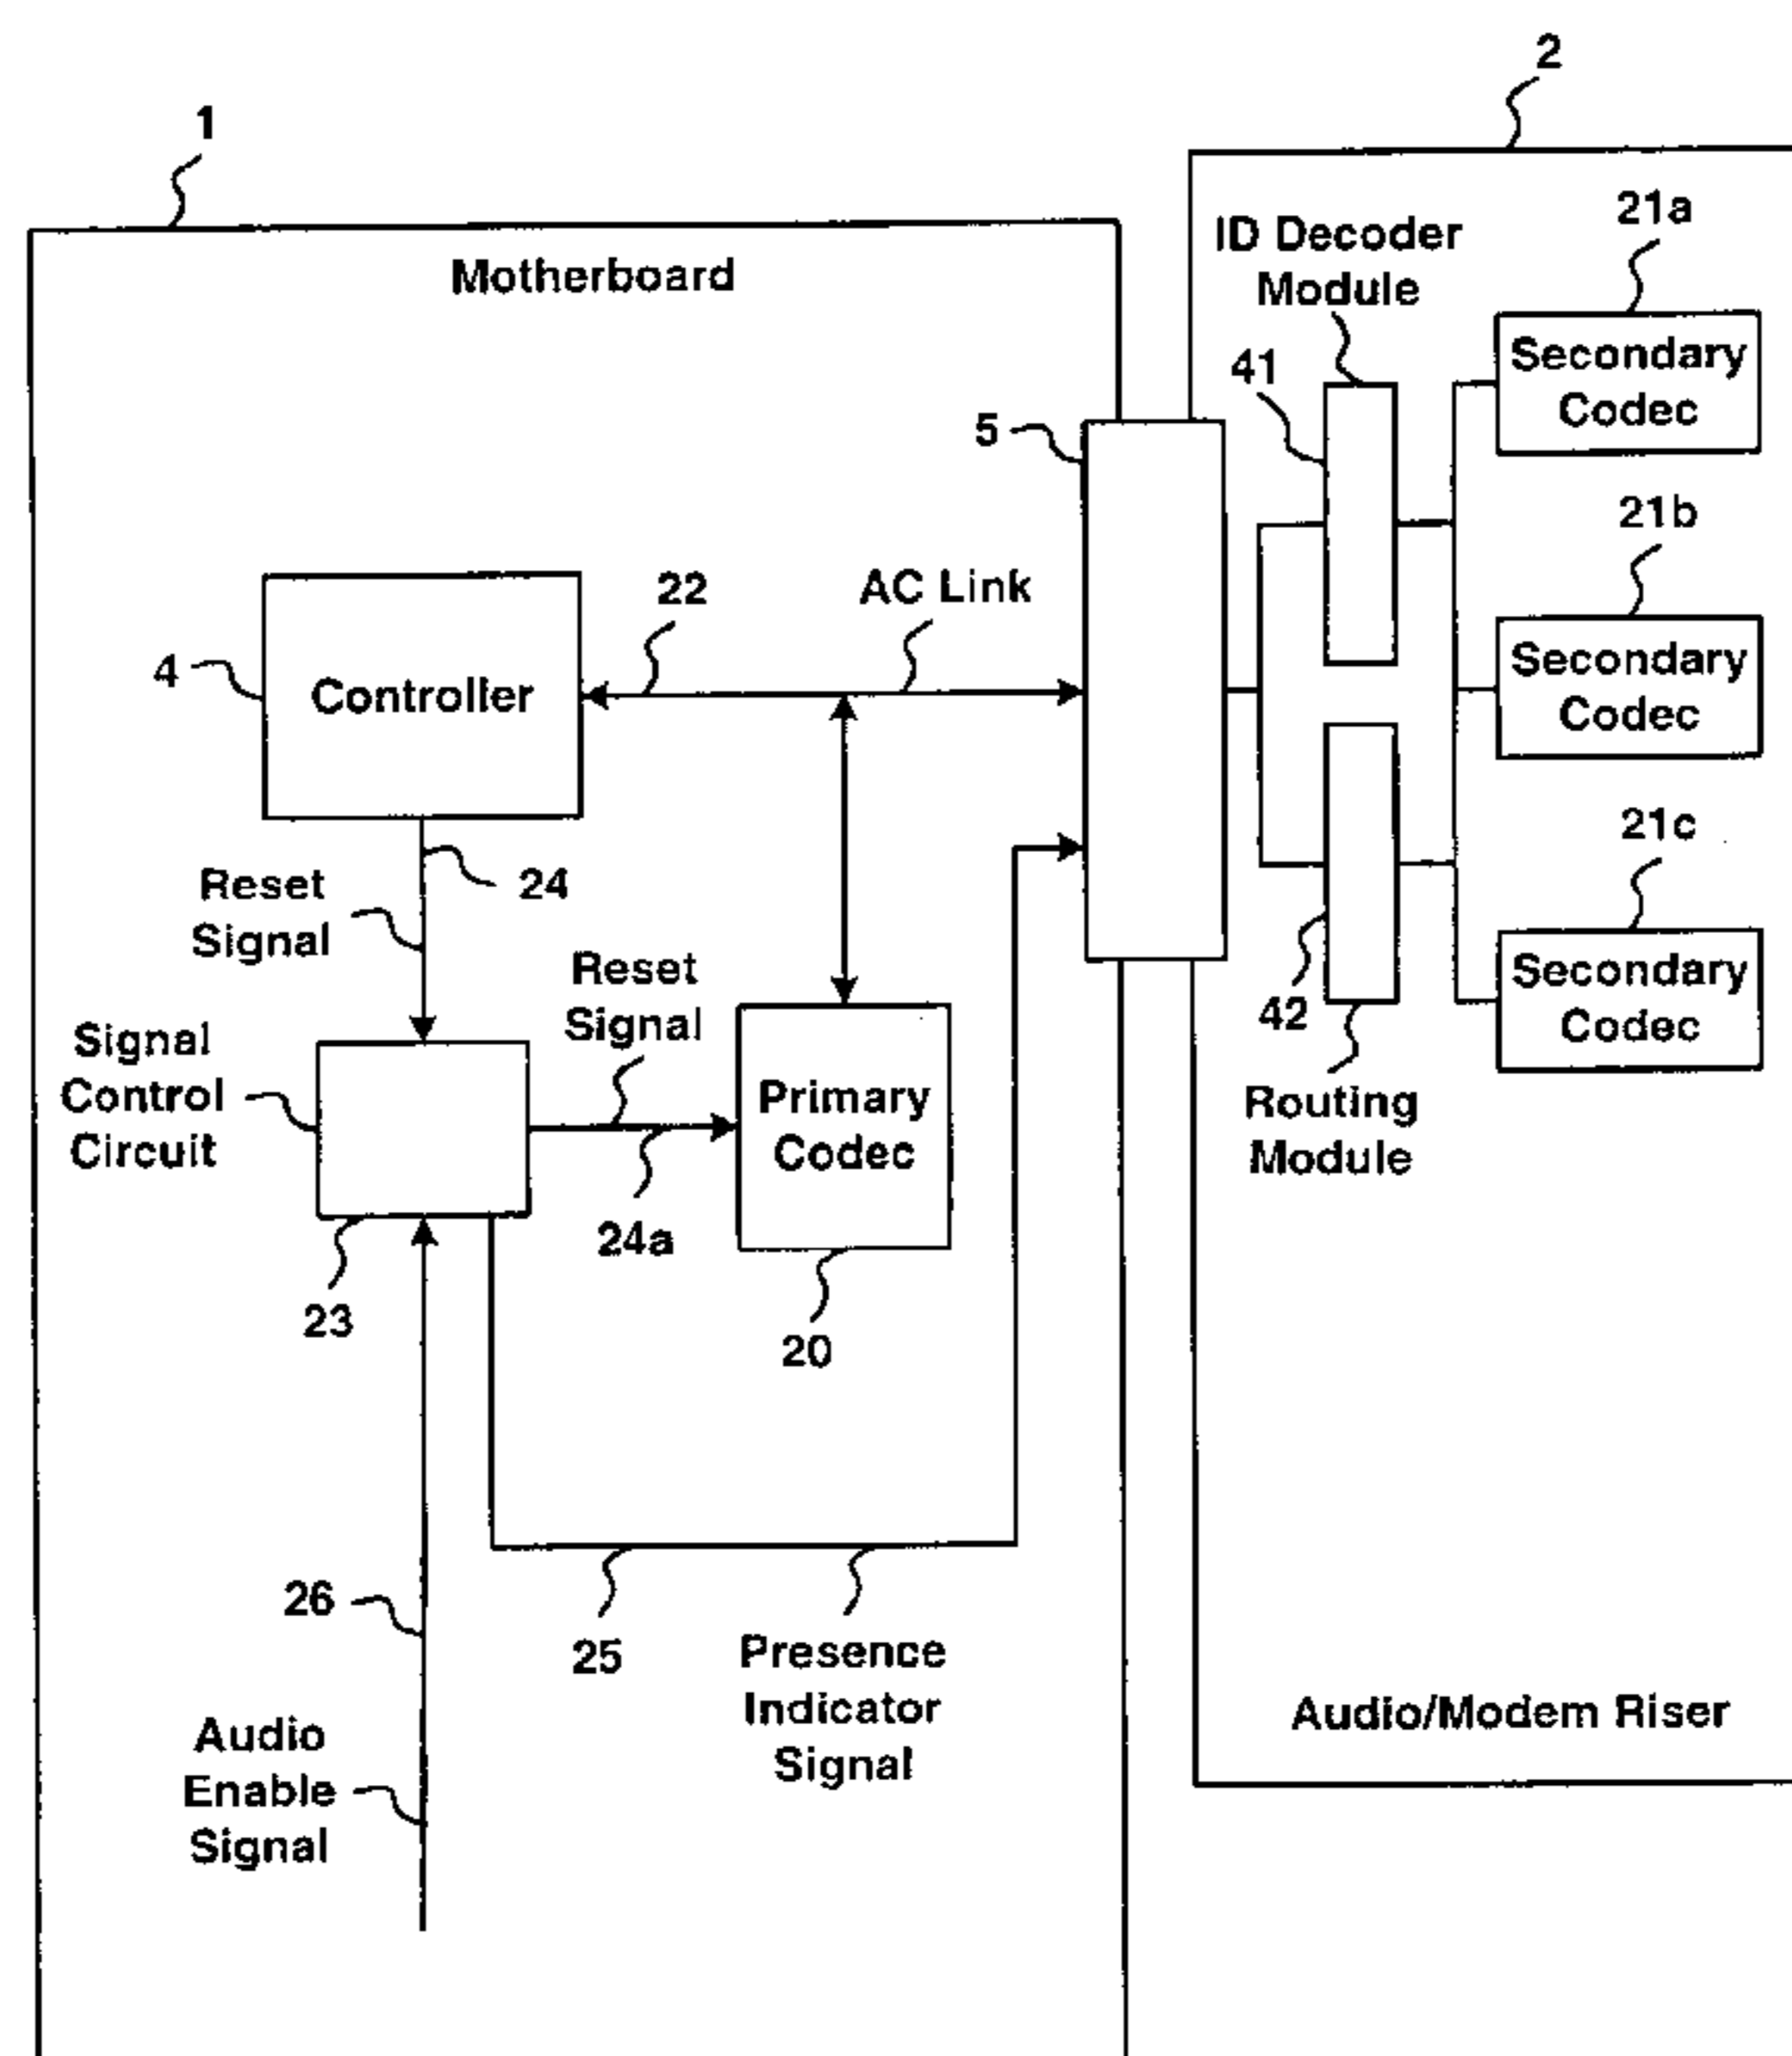 2
1
Motherboard
ID Decoder
Module
21a
41
Secondary
Codec
5
21b
22
AC Link
4
Controller
Secondary
Codec
21c
Reset
Signal
24
Reset
Signal
Secondary
Codec
42
Signal
Control
Circuit
Primary
Codec
Routing
Module
24a
23
20
26
25
Presence
Indicator
Signal
Audio
Enable
Signal
Audio/Modem Riser